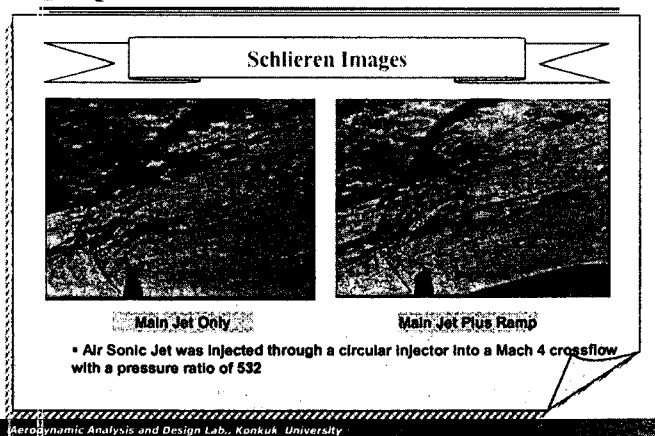 Schlieren Images
Main Jet Only
Main Jet Plus Ramp
▪ Air Sonic Jet was injected through a circular injector into a Mach 4 crossflow
with a pressure ratio of 532
Aerodynamic Analysis and Design Lab., Konkuk University